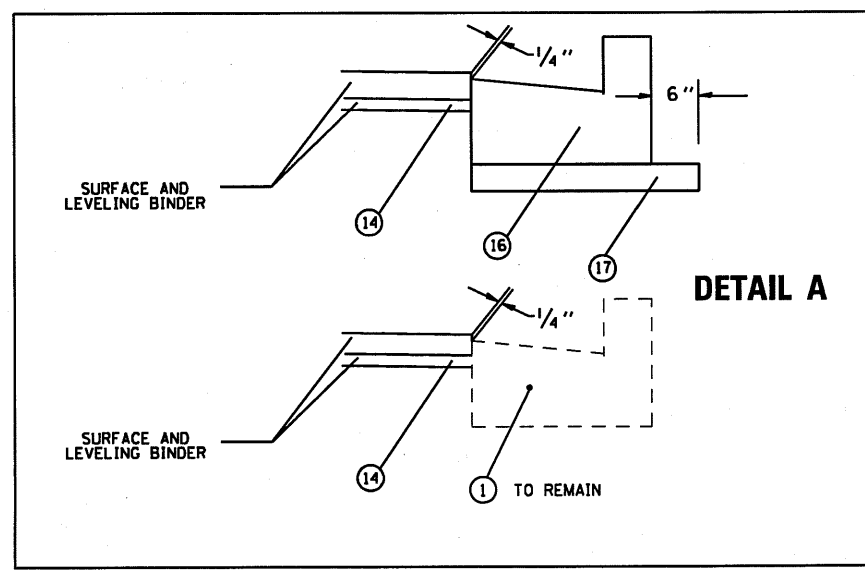 1/4"
6"
SURFACE AND
LEVELING BINDER
14
16
17
DETAIL A
1/4"
SURFACE AND
LEVELING BINDER
14
1 TO REMAIN